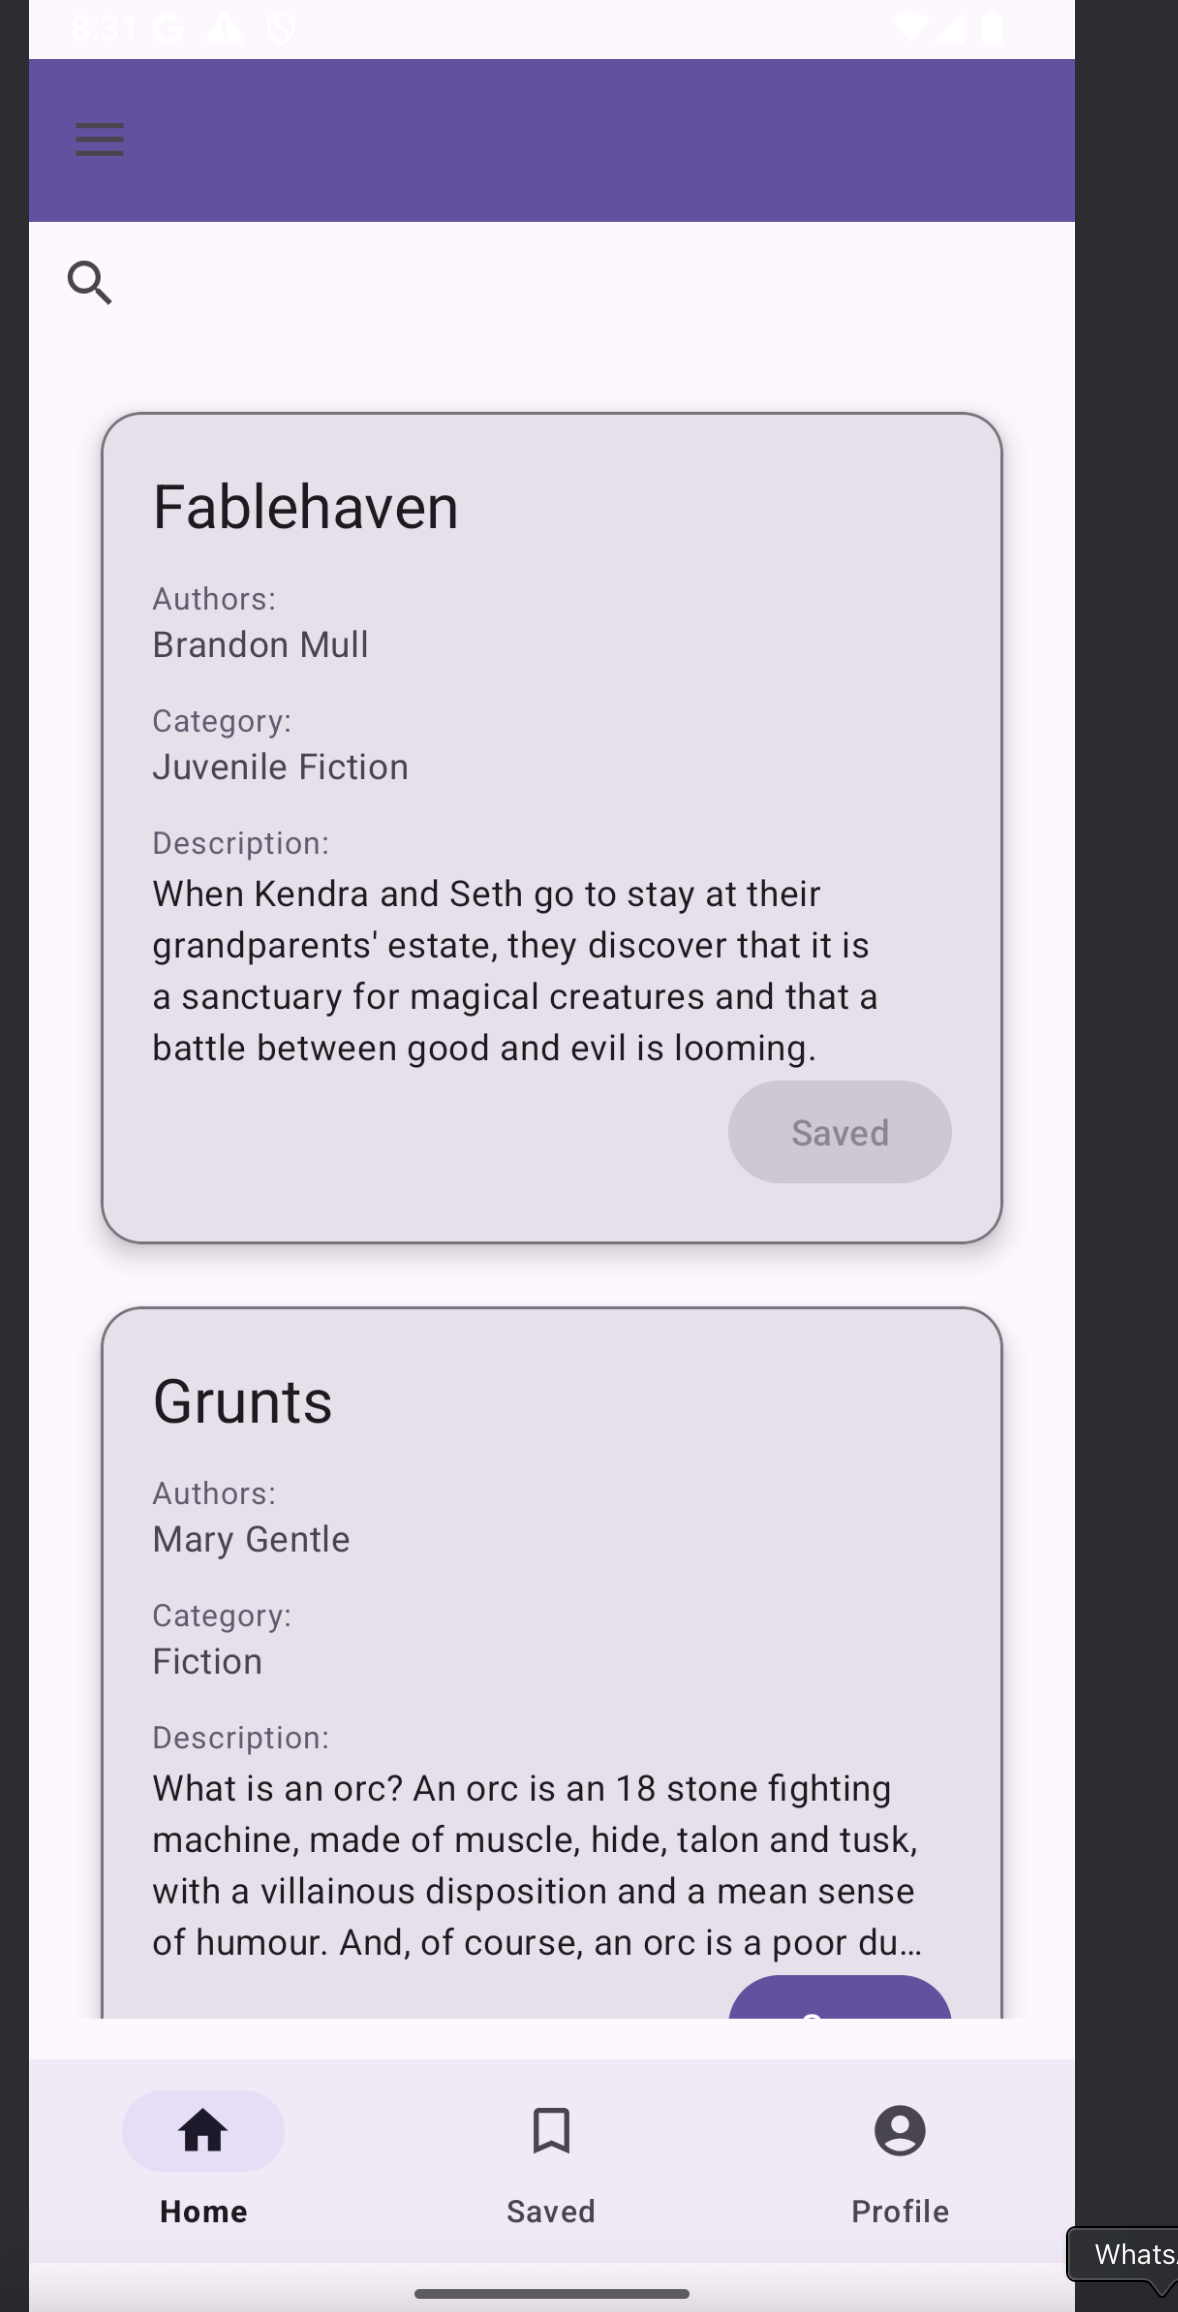 8:31
Fablehaven
Authors:
Brandon Mull
Category:
Juvenile Fiction
Description:
When Kendra and Seth go to stay at their
grandparents' estate, they discover that it is
a sanctuary for magical creatures and that a
battle between good and evil is looming.
Saved
Grunts
Authors:
Mary Gentle
Category:
Fiction
Description:
What is an orc? An orc is an 18 stone fighting
machine, made of muscle, hide, talon and tusk,
with a villainous disposition and a mean sense
of humour. And, of course, an orc is a poor du…
Home
Saved
Profile
Whats